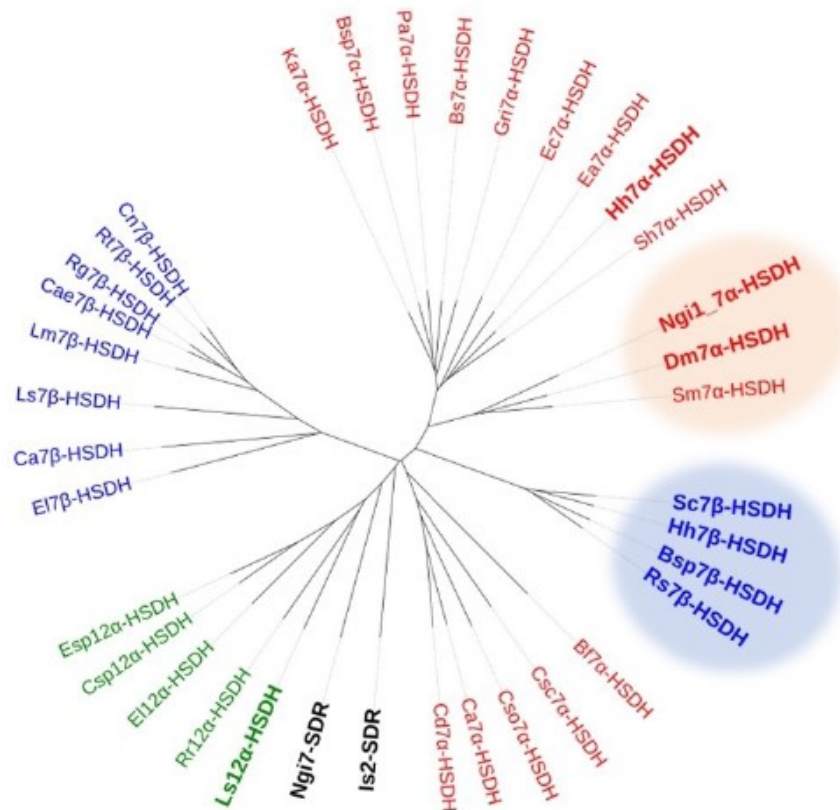 Ka7α-HSDH
Bsp7α-HSDH
Pa7α-HSDH
Bs7α-HSDH
Gri7α-HSDH
Ec7α-HSDH
Ea7α-HSDH
Hh7α-HSDH
Sh7α-HSDH
Ngi1_7α-HSDH
Dm7α-HSDH
Sm7α-HSDH
Sc7β-HSDH
Hh7β-HSDH
Bsp7β-HSDH
Rs7β-HSDH
Bf7α-HSDH
Csc7α-HSDH
Cso7α-HSDH
Ca7α-HSDH
Cd7α-HSDH
Is2-SDR
Ngi7-SDR
Ls12α-HSDH
Rr12α-HSDH
El12α-HSDH
Csp12α-HSDH
Esp12α-HSDH
El7β-HSDH
Ca7β-HSDH
Ls7β-HSDH
Lm7β-HSDH
Cae7β-HSDH
Rg7β-HSDH
Rt7β-HSDH
Cn7β-HSDH